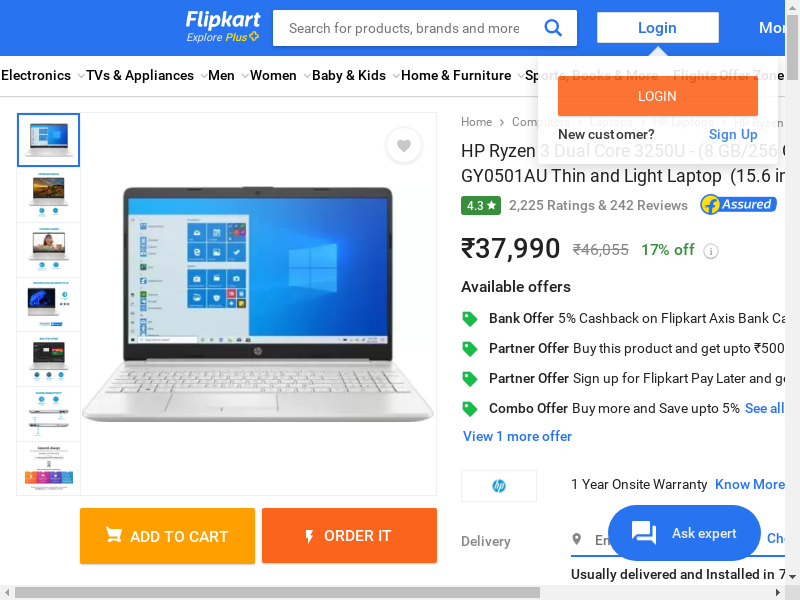 Flipkart
Explore Plus
Search for products, brands and more
Login
Mor
Electronics
TVs & Appliances
Men
Women
Baby & Kids
Home & Furniture
Sports, Books & More
Flights
Offer Zone
LOGIN
New customer?
Sign Up
Home
Computers
Laptops
HP Laptops
HP Ryzen
HP Ryzen 3 Dual Core 3250U - (8 GB/256 G
GY0501AU Thin and Light Laptop (15.6 in
4.3
2,225 Ratings & 242 Reviews
Assured
₹37,990
₹46,055
17% off
Available offers
Bank Offer 5% Cashback on Flipkart Axis Bank Ca
Partner Offer Buy this product and get upto ₹500
Partner Offer Sign up for Flipkart Pay Later and ge
Combo Offer Buy more and Save upto 5% See all
View 1 more offer
hp
1 Year Onsite Warranty Know More
Delivery
En
Ask expert
Che
Usually delivered and Installed in 7
ADD TO CART
ORDER IT